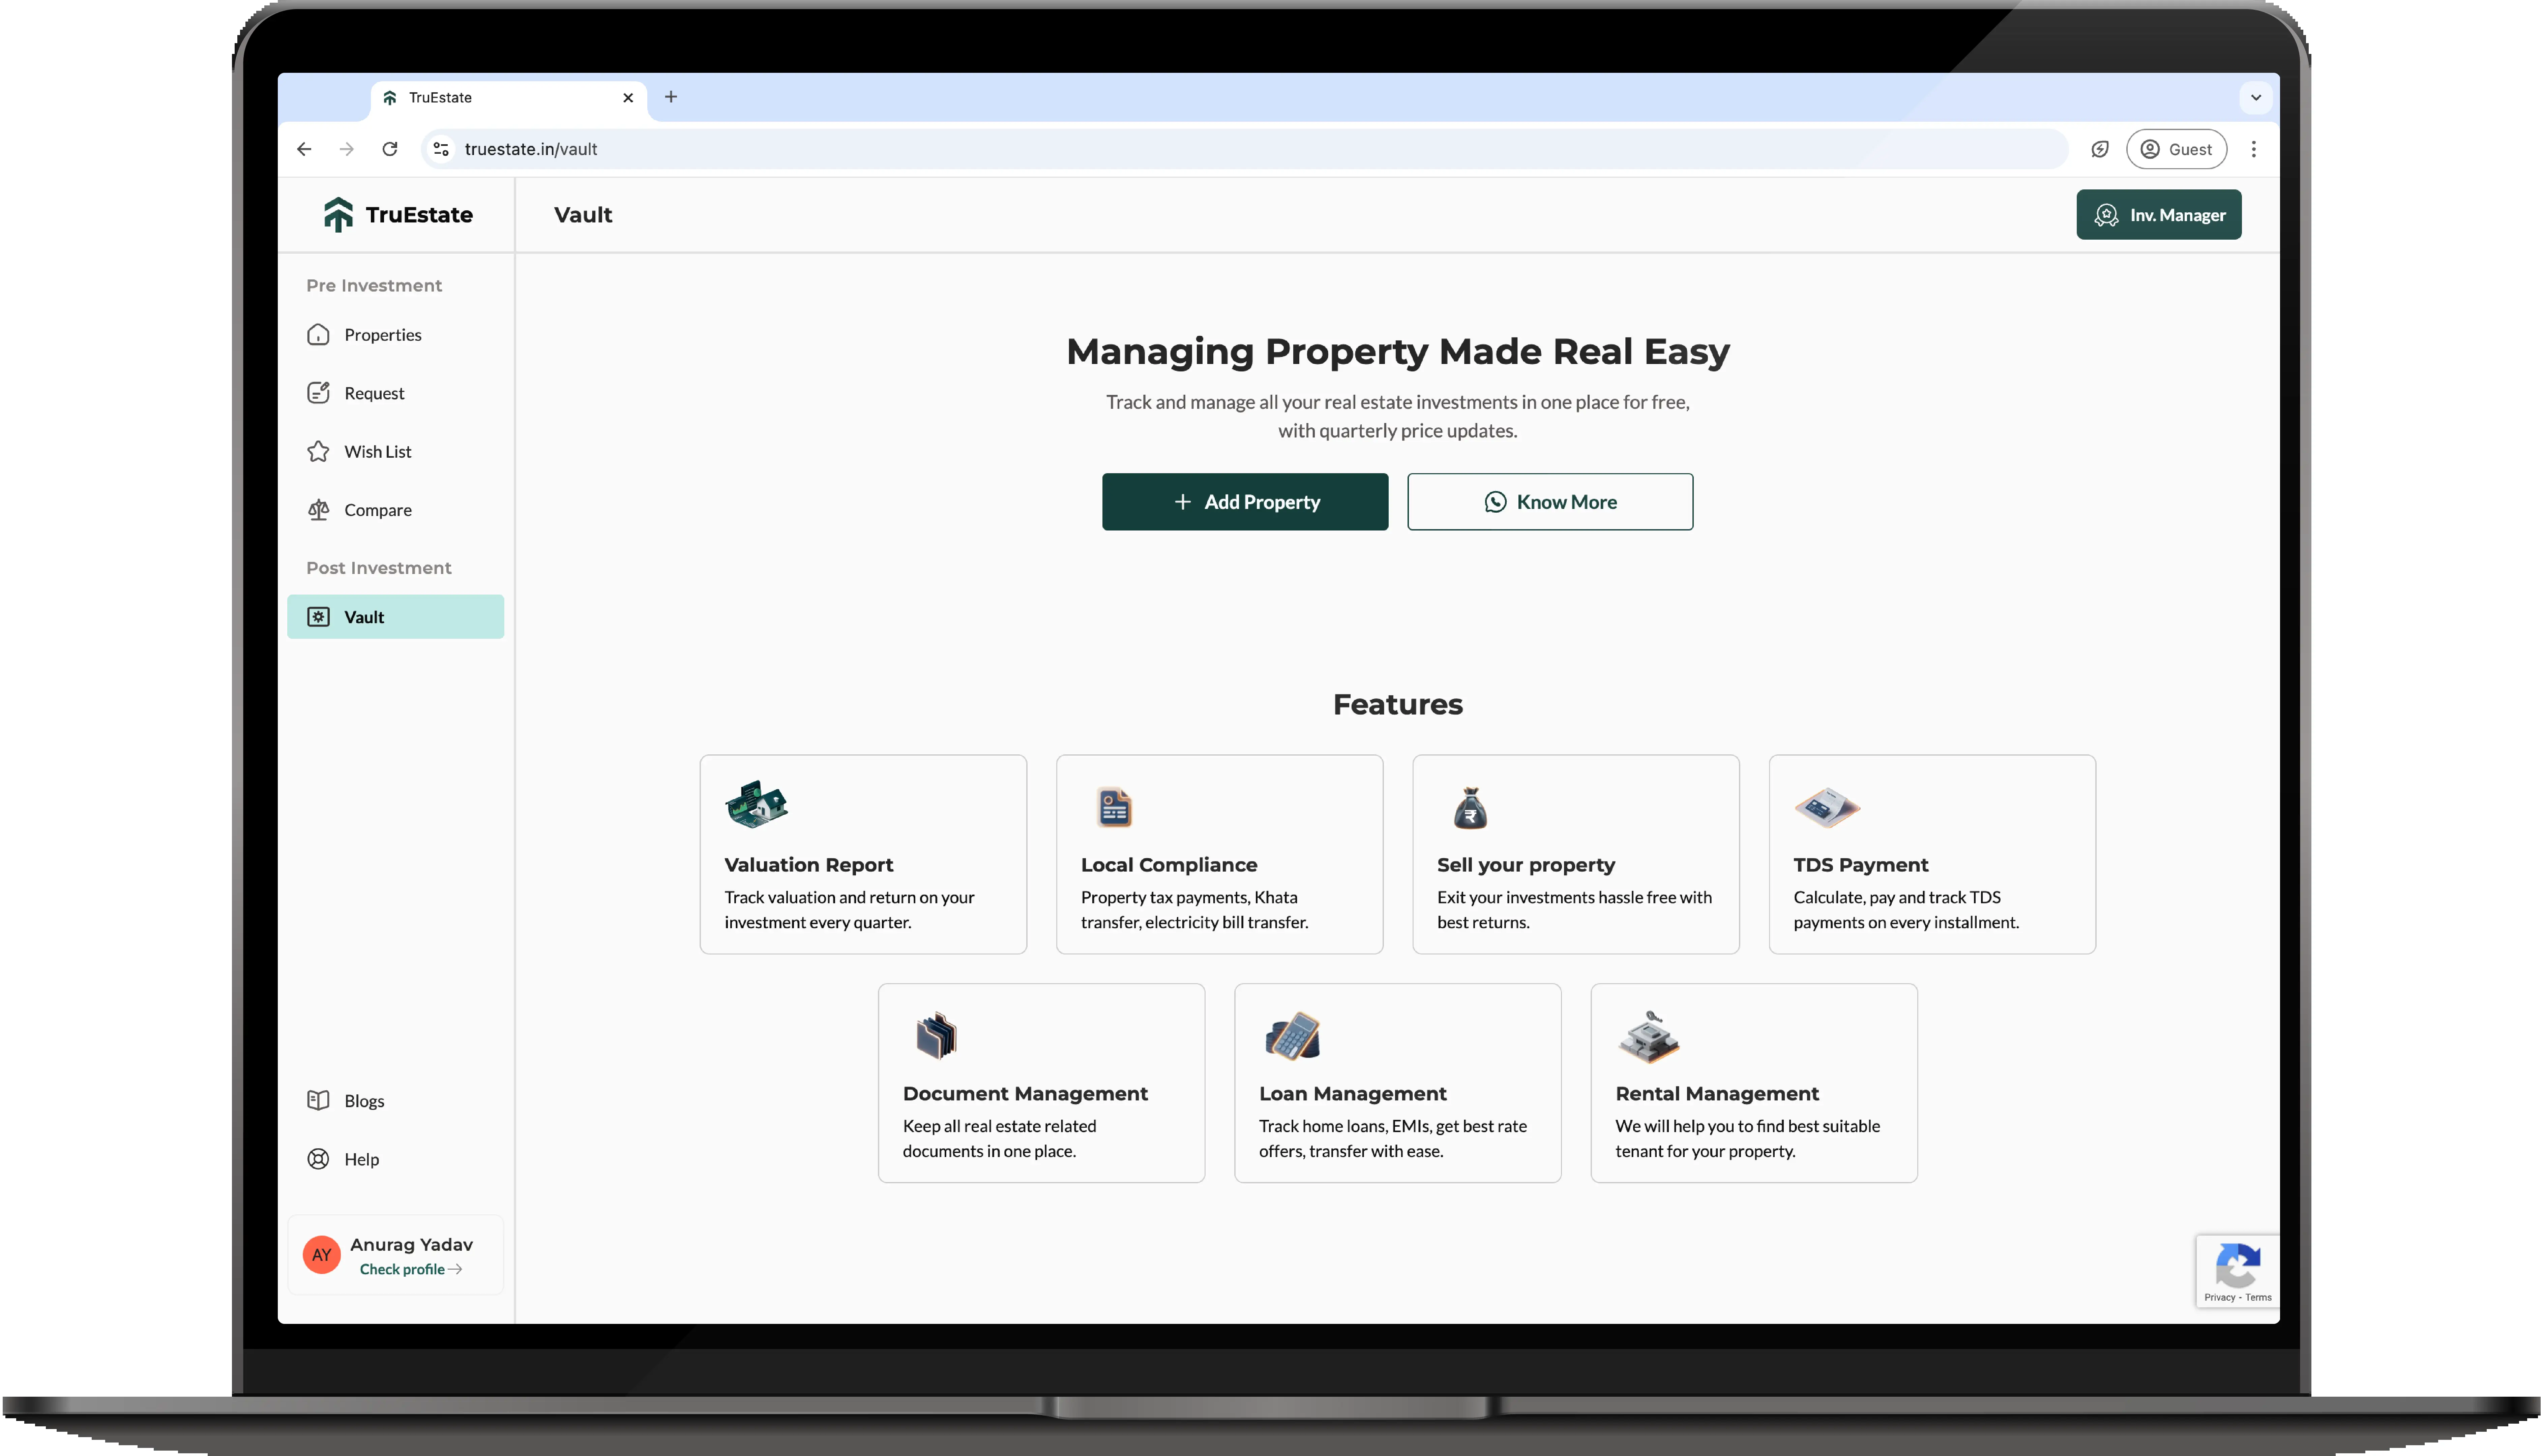 TruEstate
truestate.in/vault
Guest
TruEstate
Vault
Inv. Manager
Pre Investment
Properties
Request
Wish List
Compare
Post Investment
Vault
Blogs
Help
AY
Anurag Yadav
Check profile
Managing Property Made Real Easy
Track and manage all your real estate investments in one place for free,
with quarterly price updates.
Add Property
Know More
Features
Valuation Report
Track valuation and return on your
investment every quarter.
Local Compliance
Property tax payments, Khata
transfer, electricity bill transfer.
₹
Sell your property
Exit your investments hassle free with
best returns.
TDS Payment
Calculate, pay and track TDS
payments on every installment.
Document Management
Keep all real estate related
documents in one place.
Loan Management
Track home loans, EMIs, get best rate
offers, transfer with ease.
Rental Management
We will help you to find best suitable
tenant for your property.
Privacy - Terms